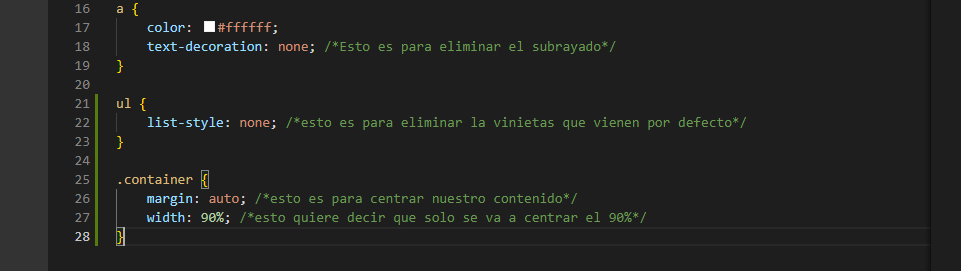 16 a {
17 color: #ffffff;
18 text-decoration: none; /*Esto es para eliminar el subrayado*/
19 }
20
21 ul {
22 list-style: none; /*esto es para eliminar la vinietas que vienen por defecto*/
23 }
24
25 .container {
26 margin: auto; /*esto es para centrar nuestro contenido*/
27 width: 90%; /*esto quiere decir que solo se va a centrar el 90%*/
28 }